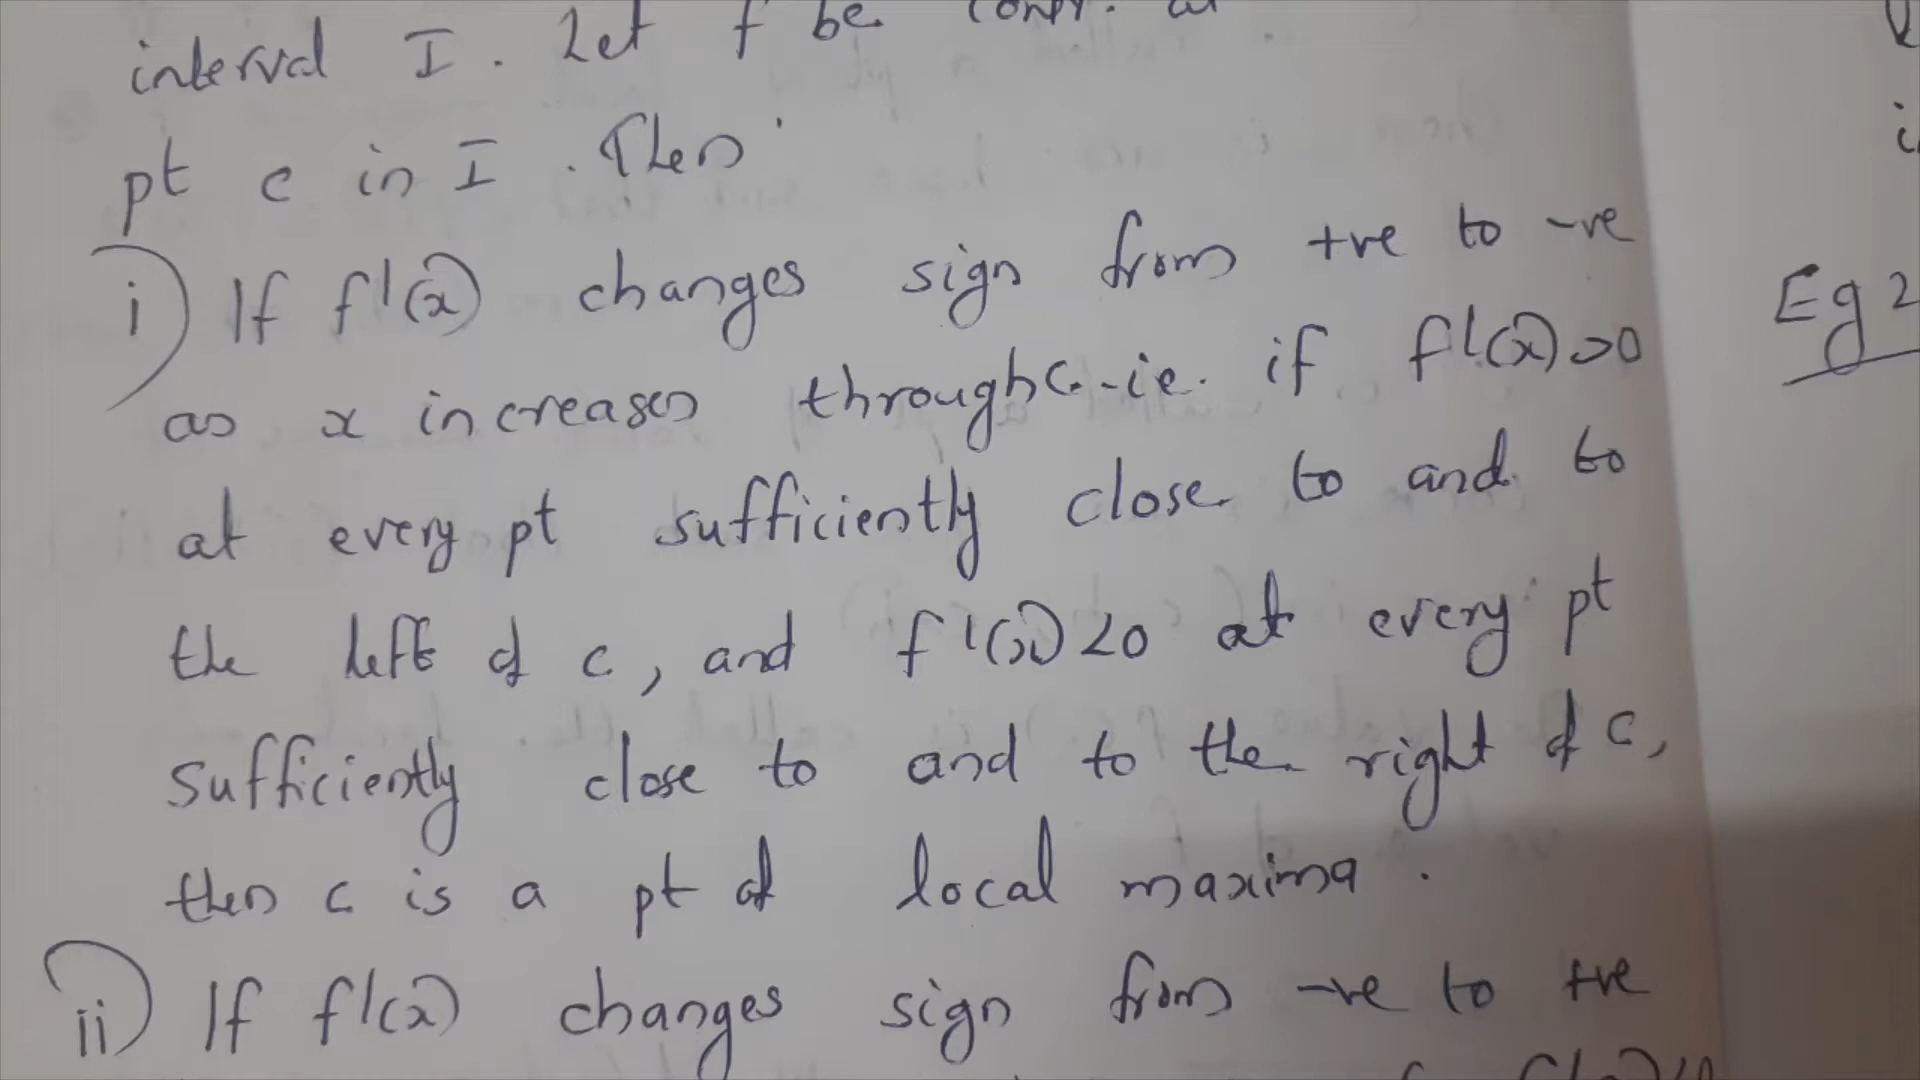 interval I. Let f be
pt c in I. Then
i) If f'(x) changes sign from +ve to -ve
as x increases through c. i.e. if f'(x)>0
at every pt sufficiently close to and to
the left of c, and f'(x)<0 at every pt
sufficiently close to and to the right of c,
then c is a pt of local maxima.
ii) If f'(x) changes sign from -ve to +ve
Eg 2